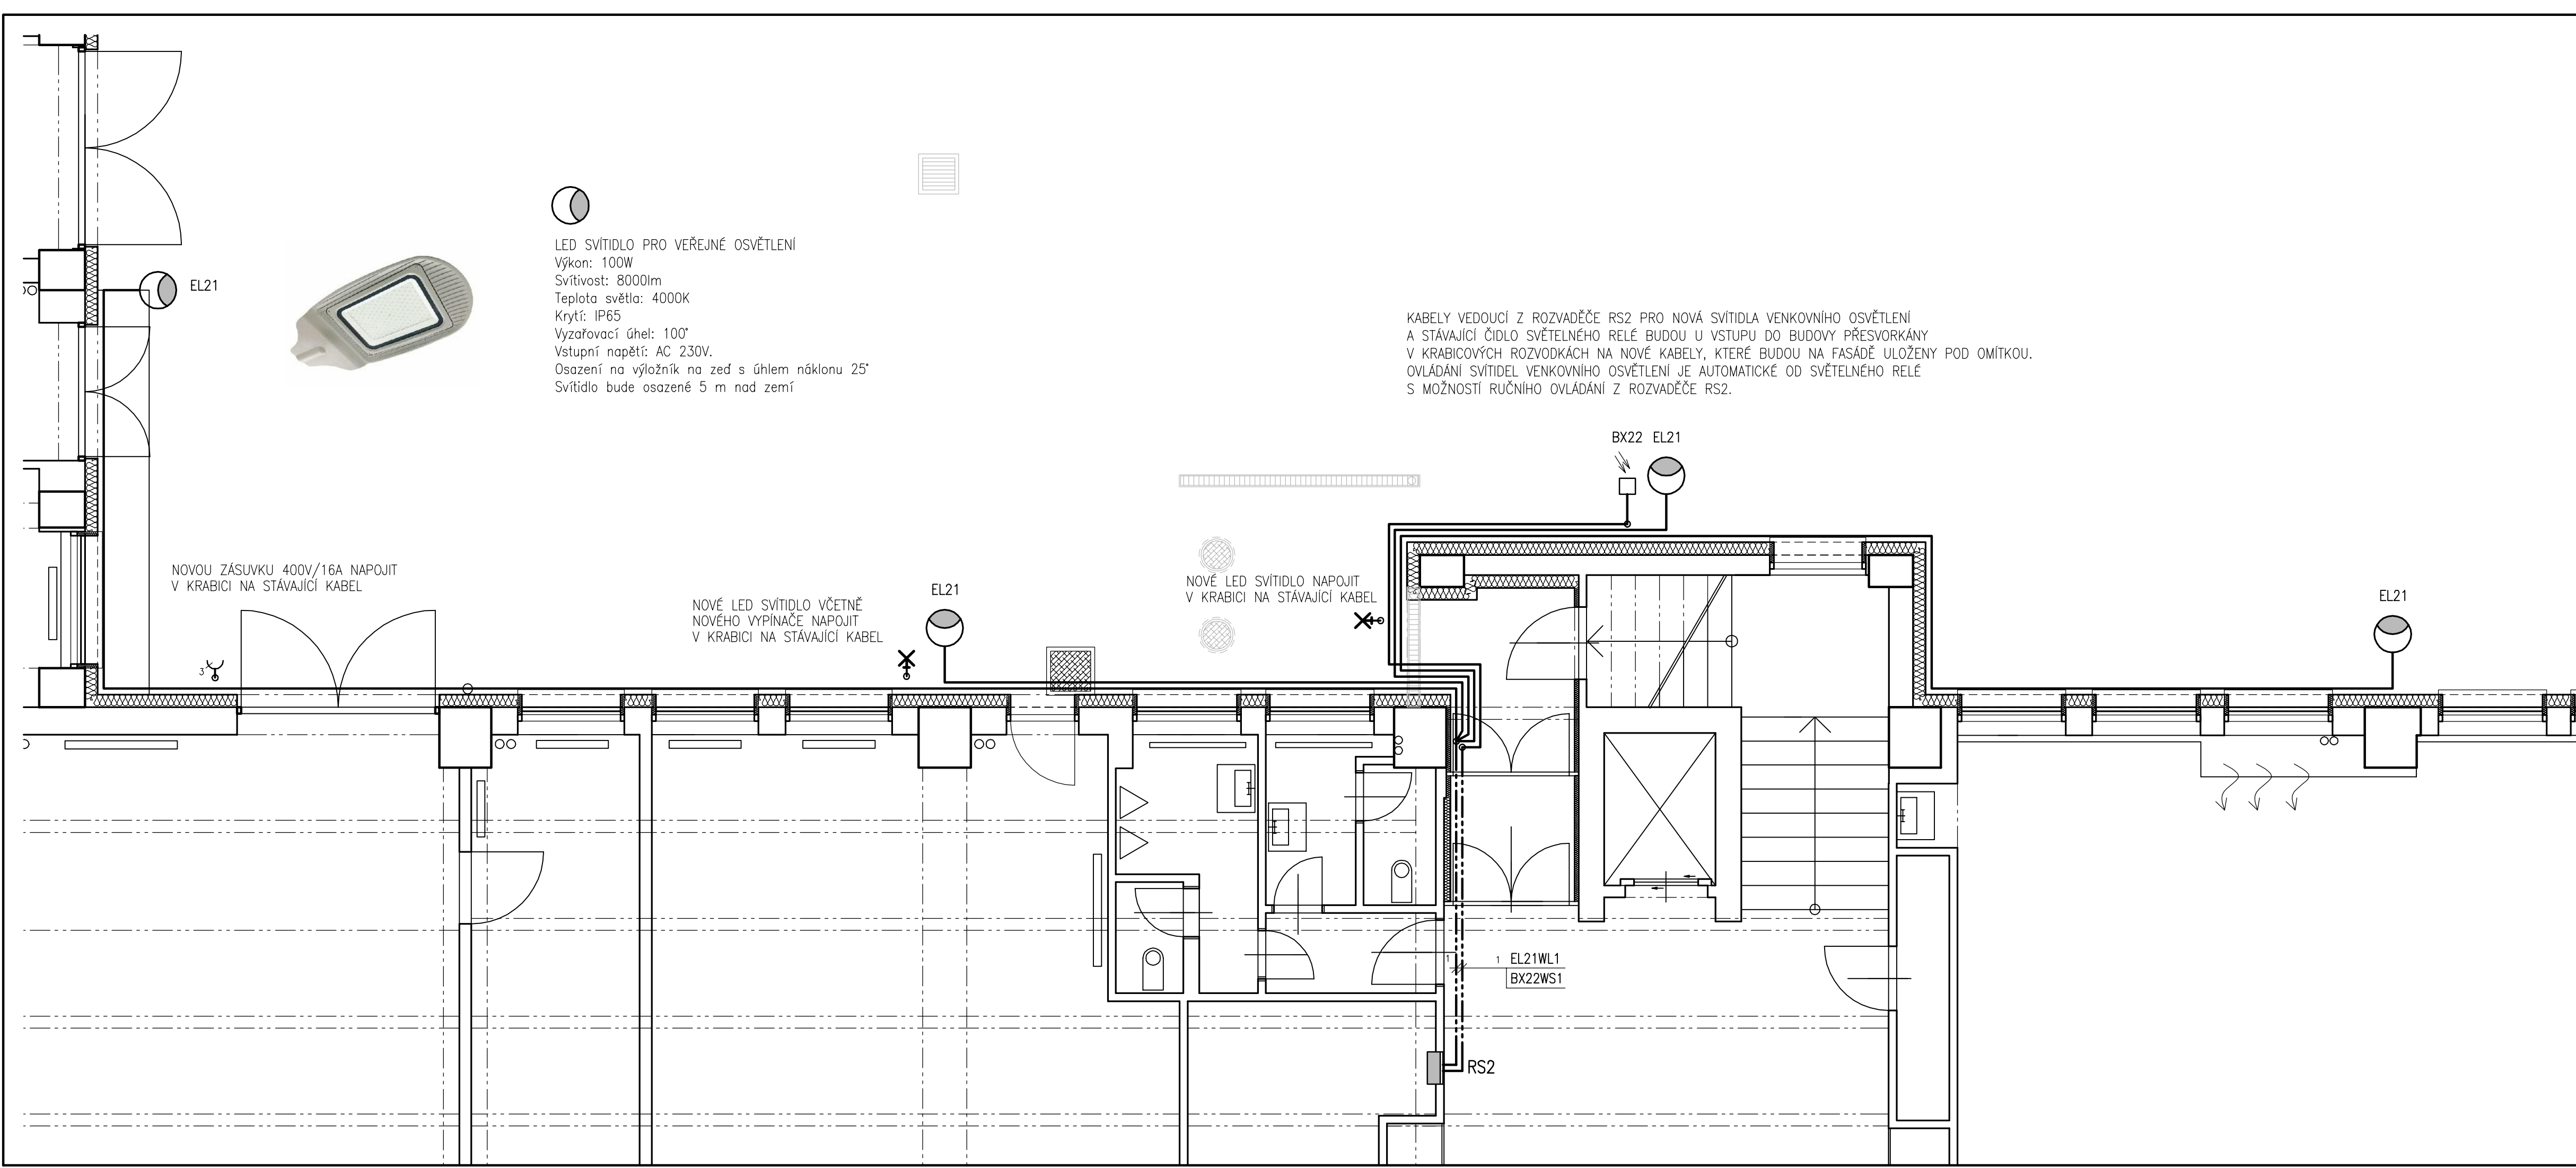 LED SVÍTIDLO PRO VEŘEJNÉ OSVĚTLENÍ
Výkon: 100W
Svítivost: 8000lm
Teplota světla: 4000K
Krytí: IP65
Vyzařovací úhel: 100°
Vstupní napětí: AC 230V.
Osazení na výložník na zeď s úhlem náklonu 25°
Svítidlo bude osazené 5 m nad zemí
EL21
KABELY VEDOUCÍ Z ROZVADĚČE RS2 PRO NOVÁ SVÍTIDLA VENKOVNÍHO OSVĚTLENÍ
A STÁVAJÍCÍ ČIDLO SVĚTELNÉHO RELÉ BUDOU U VSTUPU DO BUDOVY PŘESVORKÁNY
V KRABICOVÝCH ROZVODKÁCH NA NOVÉ KABELY, KTERÉ BUDOU NA FASÁDĚ ULOŽENY POD OMÍTKOU.
OVLÁDÁNÍ SVÍTIDEL VENKOVNÍHO OSVĚTLENÍ JE AUTOMATICKÉ OD SVĚTELNÉHO RELÉ
S MOŽNOSTÍ RUČNÍHO OVLÁDÁNÍ Z ROZVADĚČE RS2.
BX22 EL21
NOVOU ZÁSUVKU 400V/16A NAPOJIT
V KRABICI NA STÁVAJÍCÍ KABEL
3
NOVÉ LED SVÍTIDLO VČETNĚ
NOVÉHO VYPÍNAČE NAPOJIT
V KRABICI NA STÁVAJÍCÍ KABEL
EL21
NOVÉ LED SVÍTIDLO NAPOJIT
V KRABICI NA STÁVAJÍCÍ KABEL
EL21
1
1 EL21WL1
BX22WS1
RS2